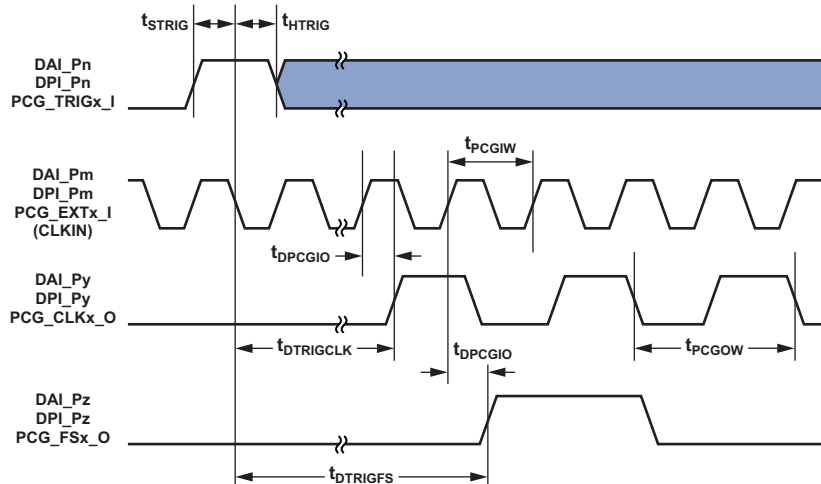 tSTRIG
tHTRIG
DAI_Pn
DPI_Pn
PCG_TRIGx_I
tPCGIW
DAI_Pm
DPI_Pm
PCG_EXTx_I
(CLKIN)
tDPCGIO
DAI_Py
DPI_Py
PCG_CLKx_O
tDTRIGCLK
tDPCGIO
tPCGOW
DAI_Pz
DPI_Pz
PCG_FSx_O
tDTRIGFS